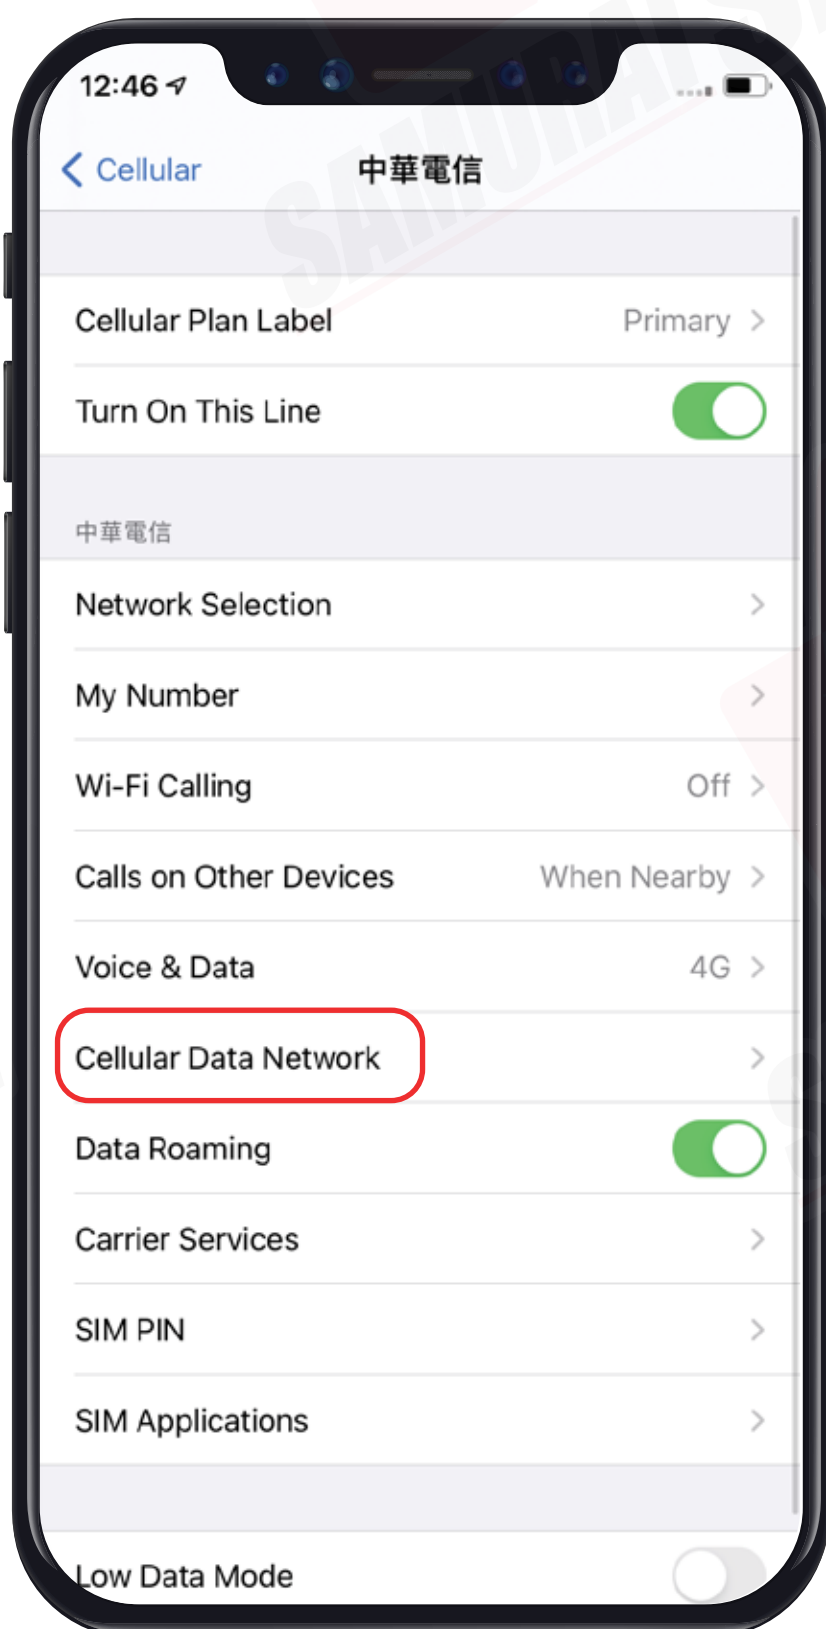 12:46
Cellular 中華電信
Cellular Plan Label Primary
Turn On This Line
中華電信
Network Selection
My Number
Wi-Fi Calling Off
Calls on Other Devices When Nearby
Voice & Data 4G
Cellular Data Network
Data Roaming
Carrier Services
SIM PIN
SIM Applications
Low Data Mode